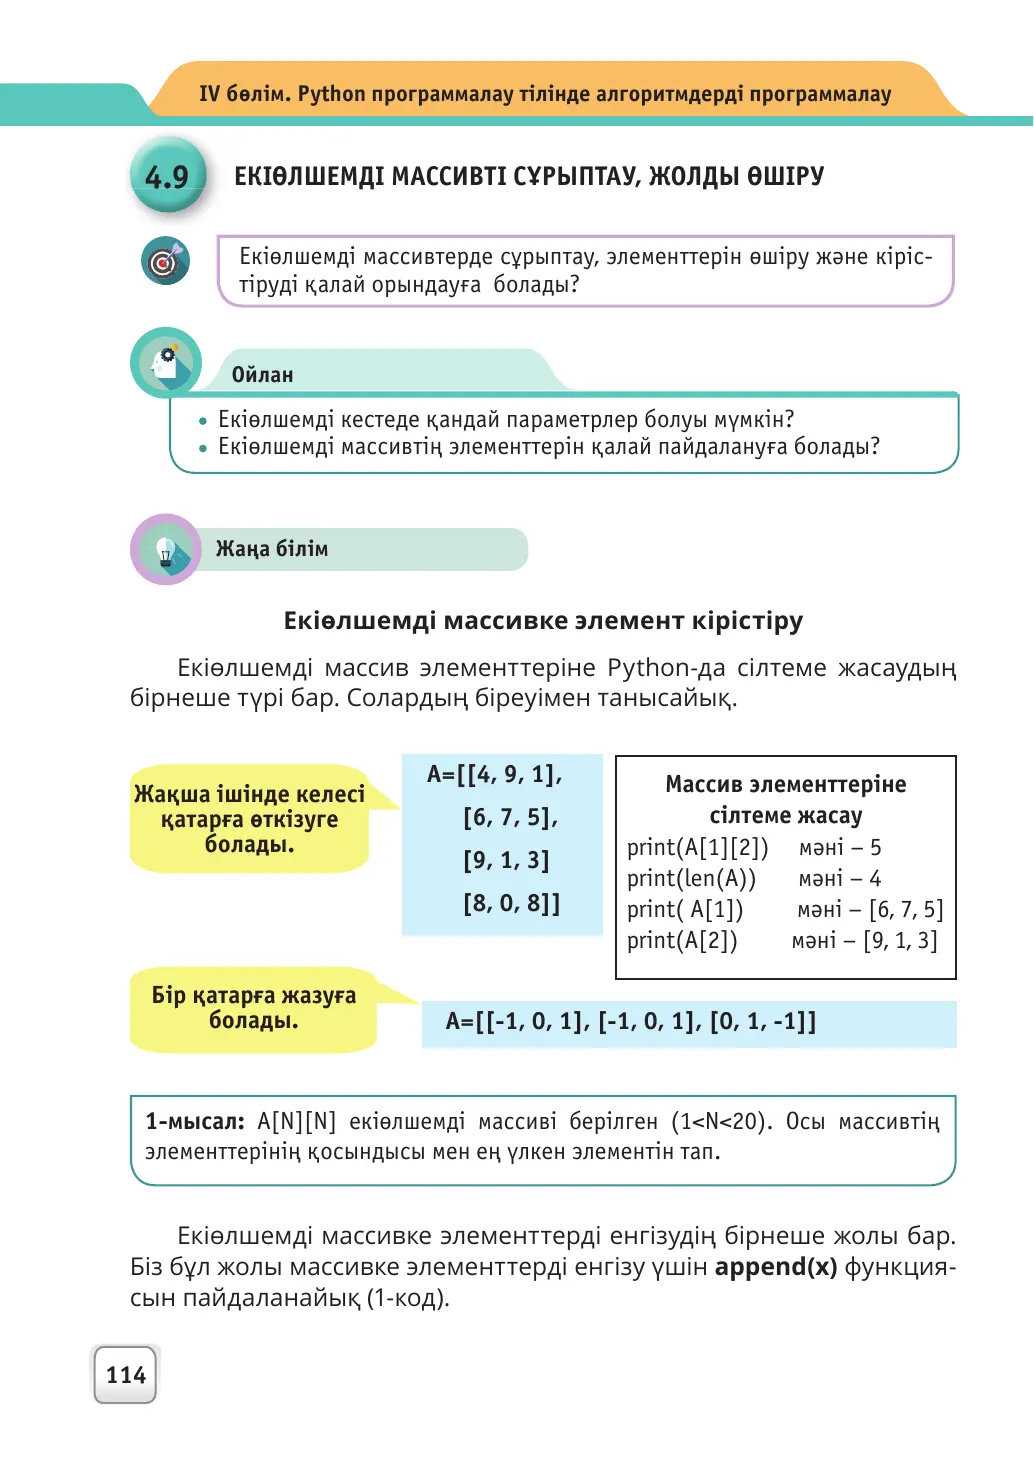 IV бөлім. Python программалау тілінде алгоритмдерді программалау
4.9
ЕКІӨЛШЕМДІ МАССИВТІ СҰРЫПТАУ, ЖОЛДЫ ӨШІРУ
Екіөлшемді массивтерде сұрыптау, элементтерін өшіру және кіріс-
тіруді қалай орындауға болады?
Ойлан
• Екіөлшемді кестеде қандай параметрлер болуы мүмкін?
• Екіөлшемді массивтің элементтерін қалай пайдалануға болады?
Жаңа білім
Екіөлшемді массивке элемент кірістіру
Екіөлшемді массив элементтеріне Python-да сілтеме жасаудың
бірнеше түрі бар. Солардың біреуімен танысайық.
Жақша ішінде келесі
қатарға өткізуге
болады.
A=[[4, 9, 1],
[6, 7, 5],
[9, 1, 3]
[8, 0, 8]]
Массив элементтеріне
сілтеме жасау
print(A[1][2]) мәні – 5
print(len(A)) мәні – 4
print( A[1]) мәні – [6, 7, 5]
print(A[2]) мәні – [9, 1, 3]
Бір қатарға жазуға
болады.
A=[[-1, 0, 1], [-1, 0, 1], [0, 1, -1]]
1-мысал: A[N][N] екіөлшемді массиві берілген (1<N<20). Осы массивтің
элементтерінің қосындысы мен ең үлкен элементін тап.
Екіөлшемді массивке элементтерді енгізудің бірнеше жолы бар.
Біз бұл жолы массивке элементтерді енгізу үшін append(x) функция-
сын пайдаланайық (1-код).
114